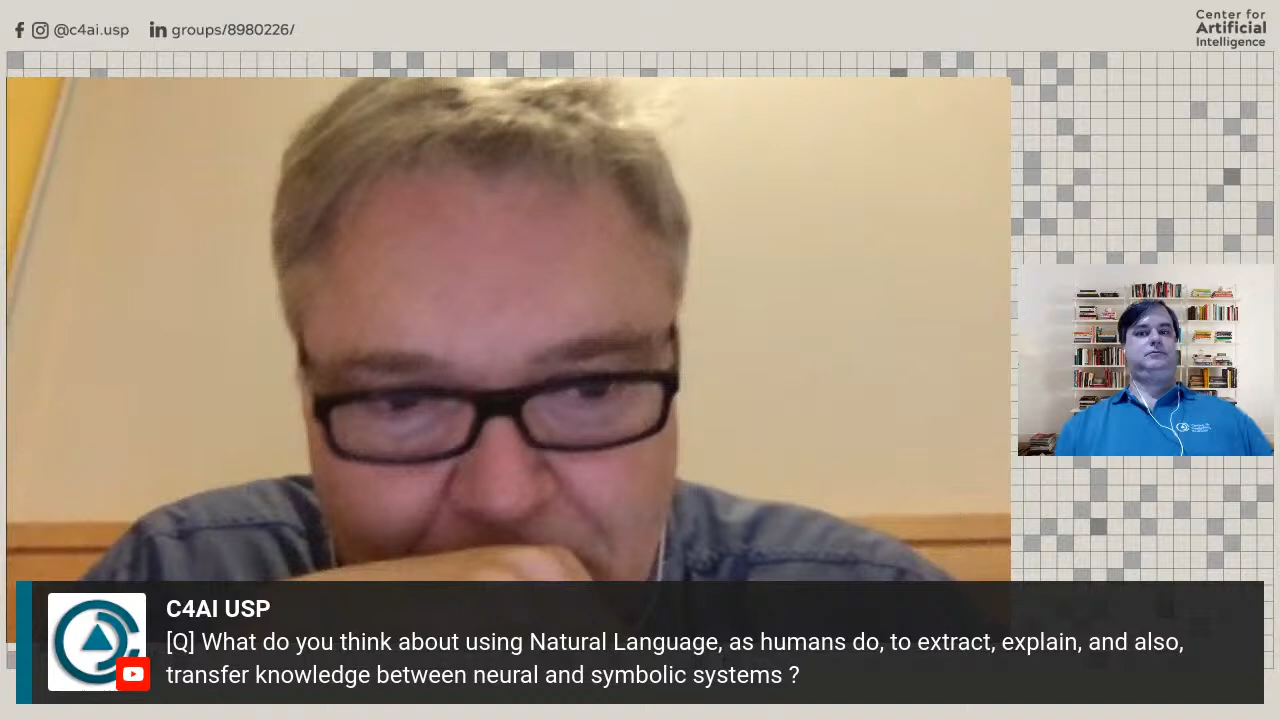 @c4ai.usp groups/8980226/
Center for
Artificial
Intelligence
C4AI USP
[Q] What do you think about using Natural Language, as humans do, to extract, explain, and also,
transfer knowledge between neural and symbolic systems ?